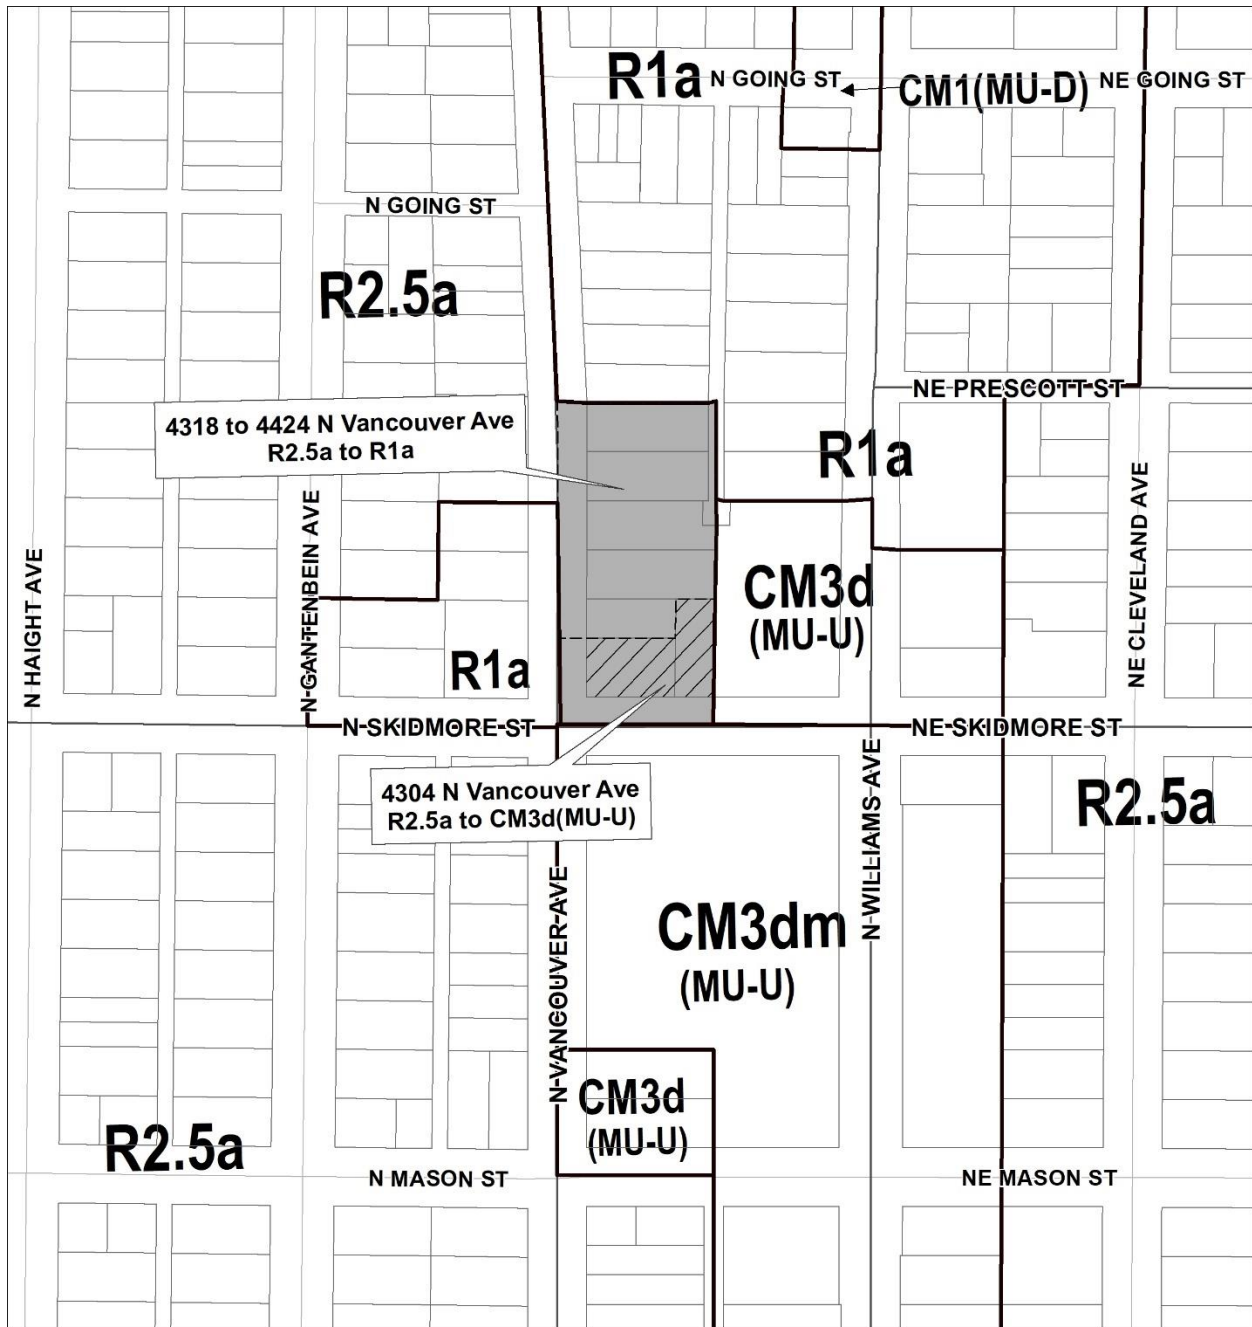 R1a
N GOING ST
CM1(MU-D)
NE GOING ST
N GOING ST
R2.5a
NE PRESCOTT ST
4318 to 4424 N Vancouver Ave
R2.5a to R1a
R1a
N HAIGHT AVE
N GANTENBEIN AVE
NE CLEVELAND AVE
CM3d
(MU-U)
R1a
N SKIDMORE ST
NE SKIDMORE ST
4304 N Vancouver Ave
R2.5a to CM3d(MU-U)
N WILLIAMS AVE
R2.5a
N VANCOUVER AVE
CM3dm
(MU-U)
CM3d
(MU-U)
R2.5a
N MASON ST
NE MASON ST